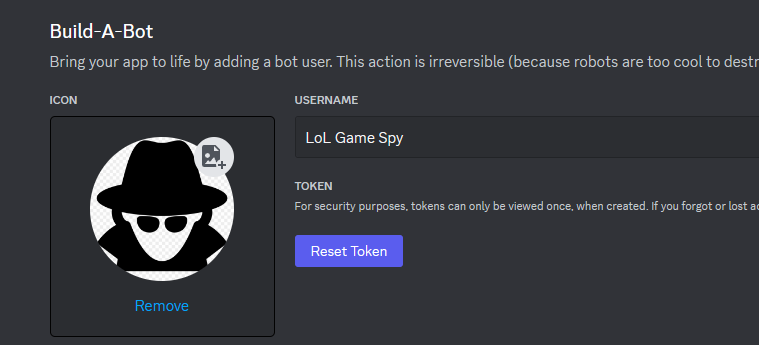 Build-A-Bot
Bring your app to life by adding a bot user. This action is irreversible (because robots are too cool to destr
ICON
USERNAME
LoL Game Spy
TOKEN
For security purposes, tokens can only be viewed once, when created. If you forgot or lost ac
Reset Token
Remove